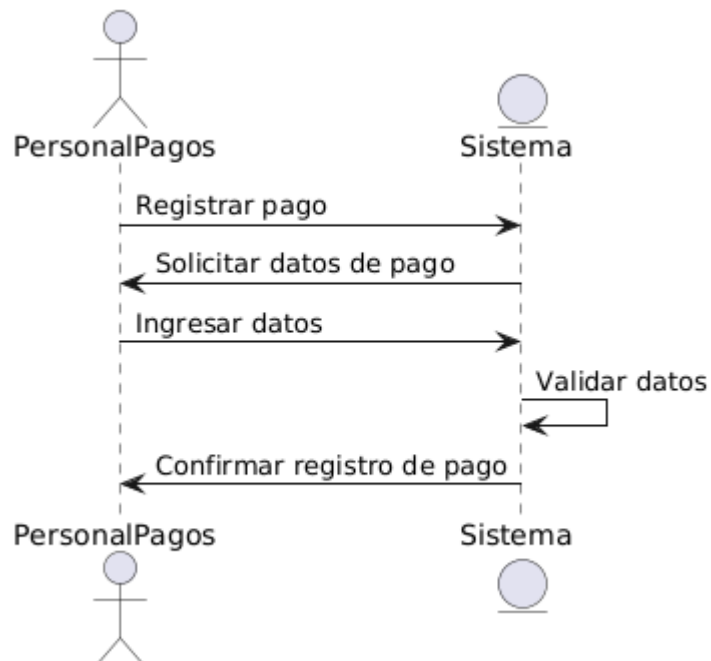 PersonalPagos
Sistema
Registrar pago
Solicitar datos de pago
Ingresar datos
Validar datos
Confirmar registro de pago
PersonalPagos
Sistema